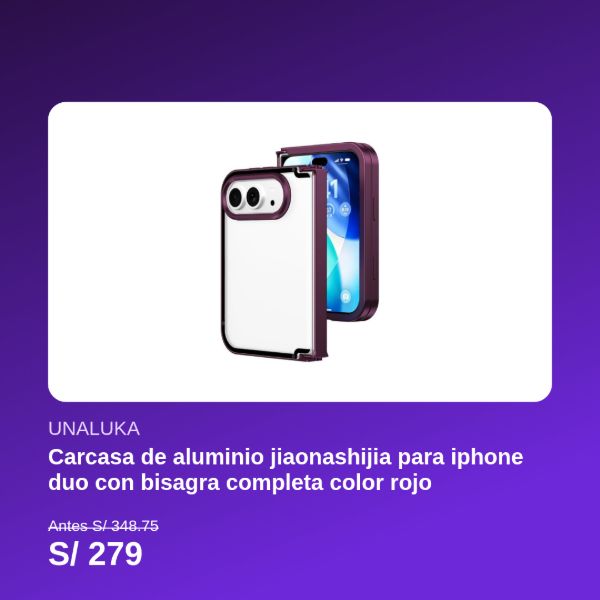 UNALUKA
Carcasa de aluminio jiaonashijia para iphone
duo con bisagra completa color rojo
Antes S/ 348.75
S/ 279